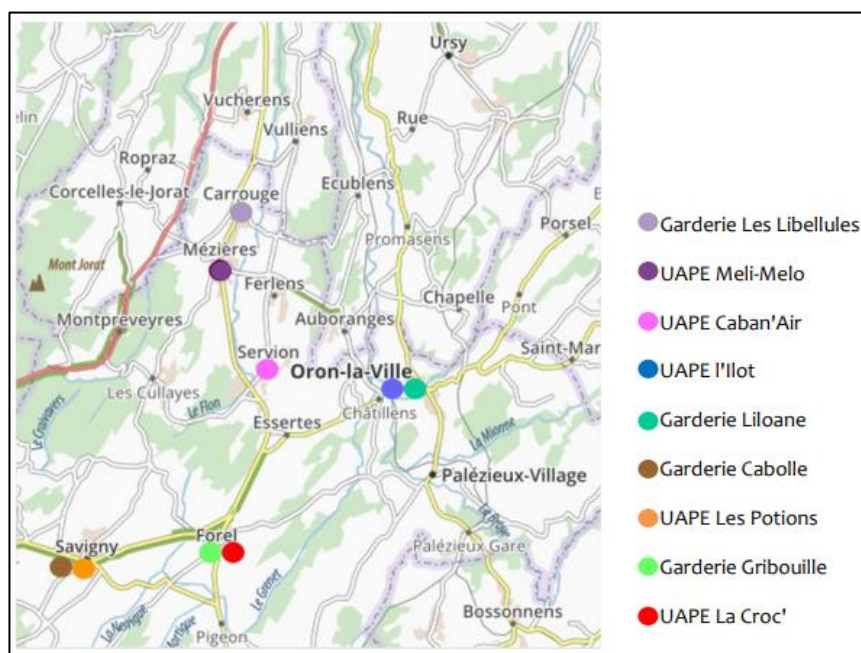 Ursy
Vucherens
Rue
Vulliens
Ropraz
Corcelles-le-Jorat
Carrouge
Ecublens
Promasens
Porsel
Mont Jorat
Mézières
Ferlens
Chapelle
Pont
Montpreveyres
Auboranges
Servion
Saint-Mar
Oron-la-Ville
Les Cullayes
Le Flon
Châtillens
Essertes
La Mionne
Palézieux-Village
Savigny
Forel
Palézieux Gare
Le Grenet
Bossonnens
Pigeon
Garderie Les Libellules
UAPE Meli-Melo
UAPE Caban'Air
UAPE l'Ilot
Garderie Liloane
Garderie Cabolle
UAPE Les Potions
Garderie Gribouille
UAPE La Croc'